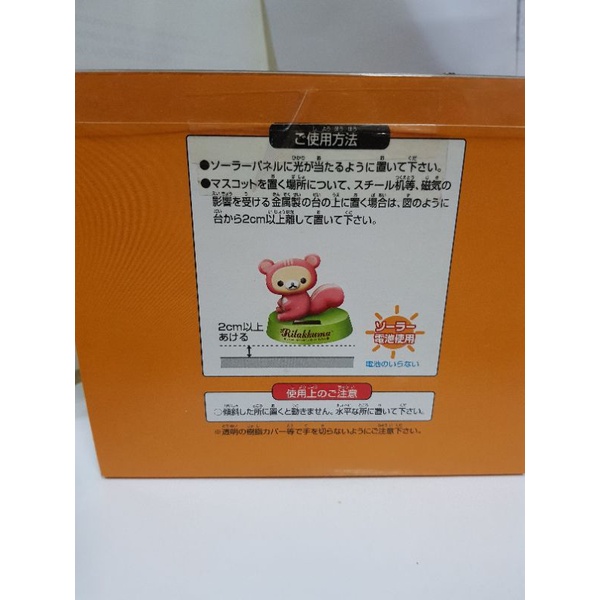 ご使用方法
●ソーラーパネルに光が当たるように置いて下さい。
●マスコットを置く場所について、スチール机等、磁気の
影響を受ける金属製の台の上に置く場合は、図のように
台から2cm以上離して置いて下さい。
Rilakkuma
2cm以上
あける
ソーラー
電池使用
電池のいらない
使用上のご注意
○傾斜した所に置くと動きません、水平な所に置いて下さい。
※透明の樹脂カバー等で手を切らないようにご注意下さい。